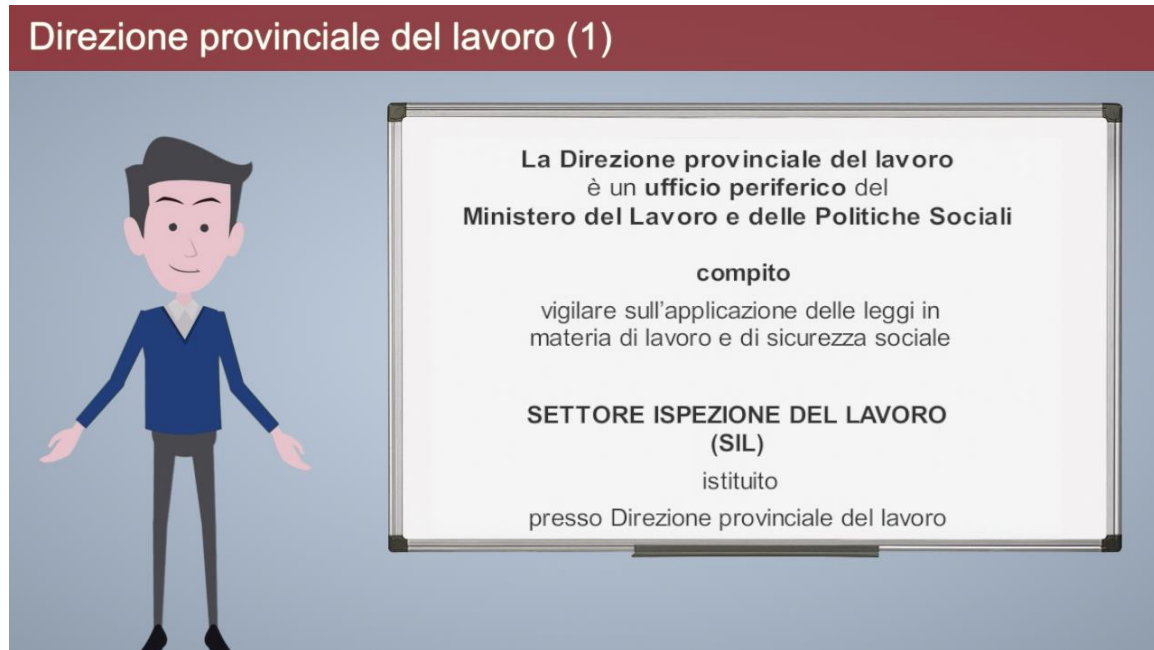 Direzione provinciale del lavoro (1)
La Direzione provinciale del lavoro
è un ufficio periferico del
Ministero del Lavoro e delle Politiche Sociali
compito
vigilare sull'applicazione delle leggi in
materia di lavoro e di sicurezza sociale
SETTORE ISPEZIONE DEL LAVORO
(SIL)
istituito
presso Direzione provinciale del lavoro